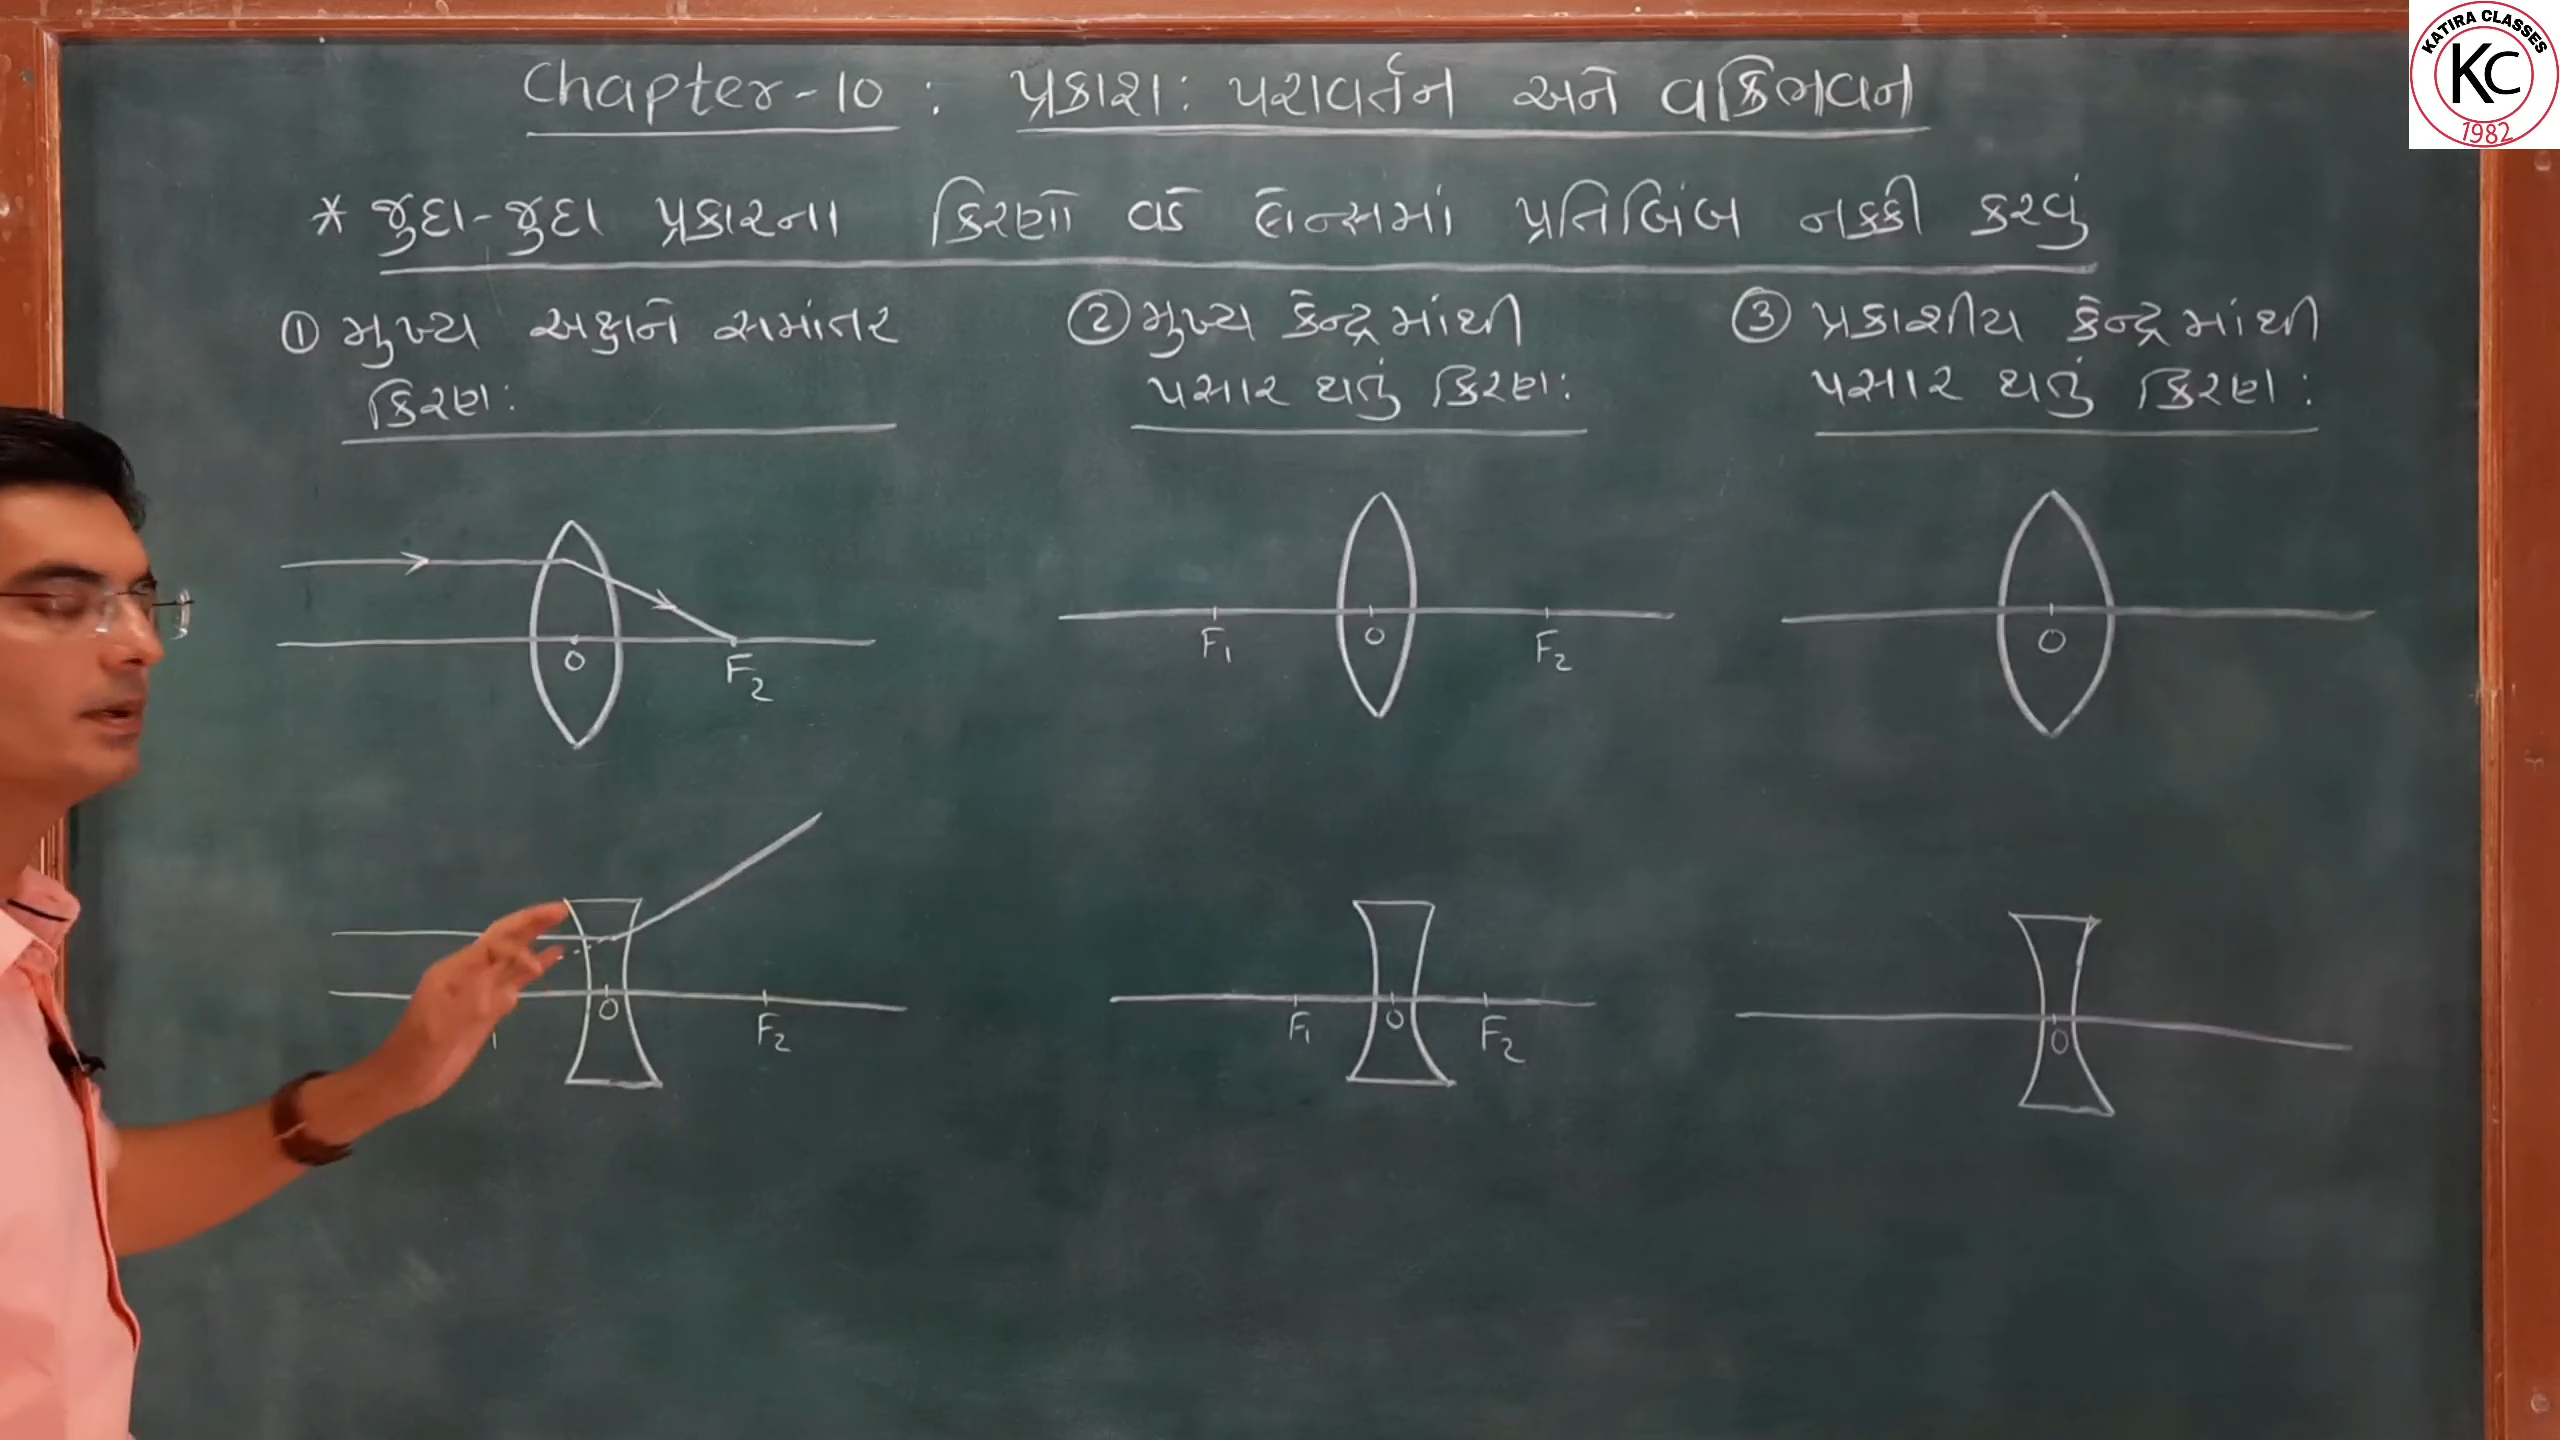 Chapter-10 : પ્રકાશ: પરાવર્તન અને વક્રિભવન
* જુદા-જુદા પ્રકારના કિરણો વડે લેન્સમાં પ્રતિબિંબ નક્કી કરવું
① મુખ્ય અક્ષને સમાંતર
કિરણ:
② મુખ્ય કેન્દ્રમાંથી
પસાર થતું કિરણ:
③ પ્રકાશીય કેન્દ્રમાંથી
પસાર થતું કિરણ:
O F₂
F₁ O F₂
O
O F₂
F₁ O F₂
O
KATIRA CLASSES
KC
1982